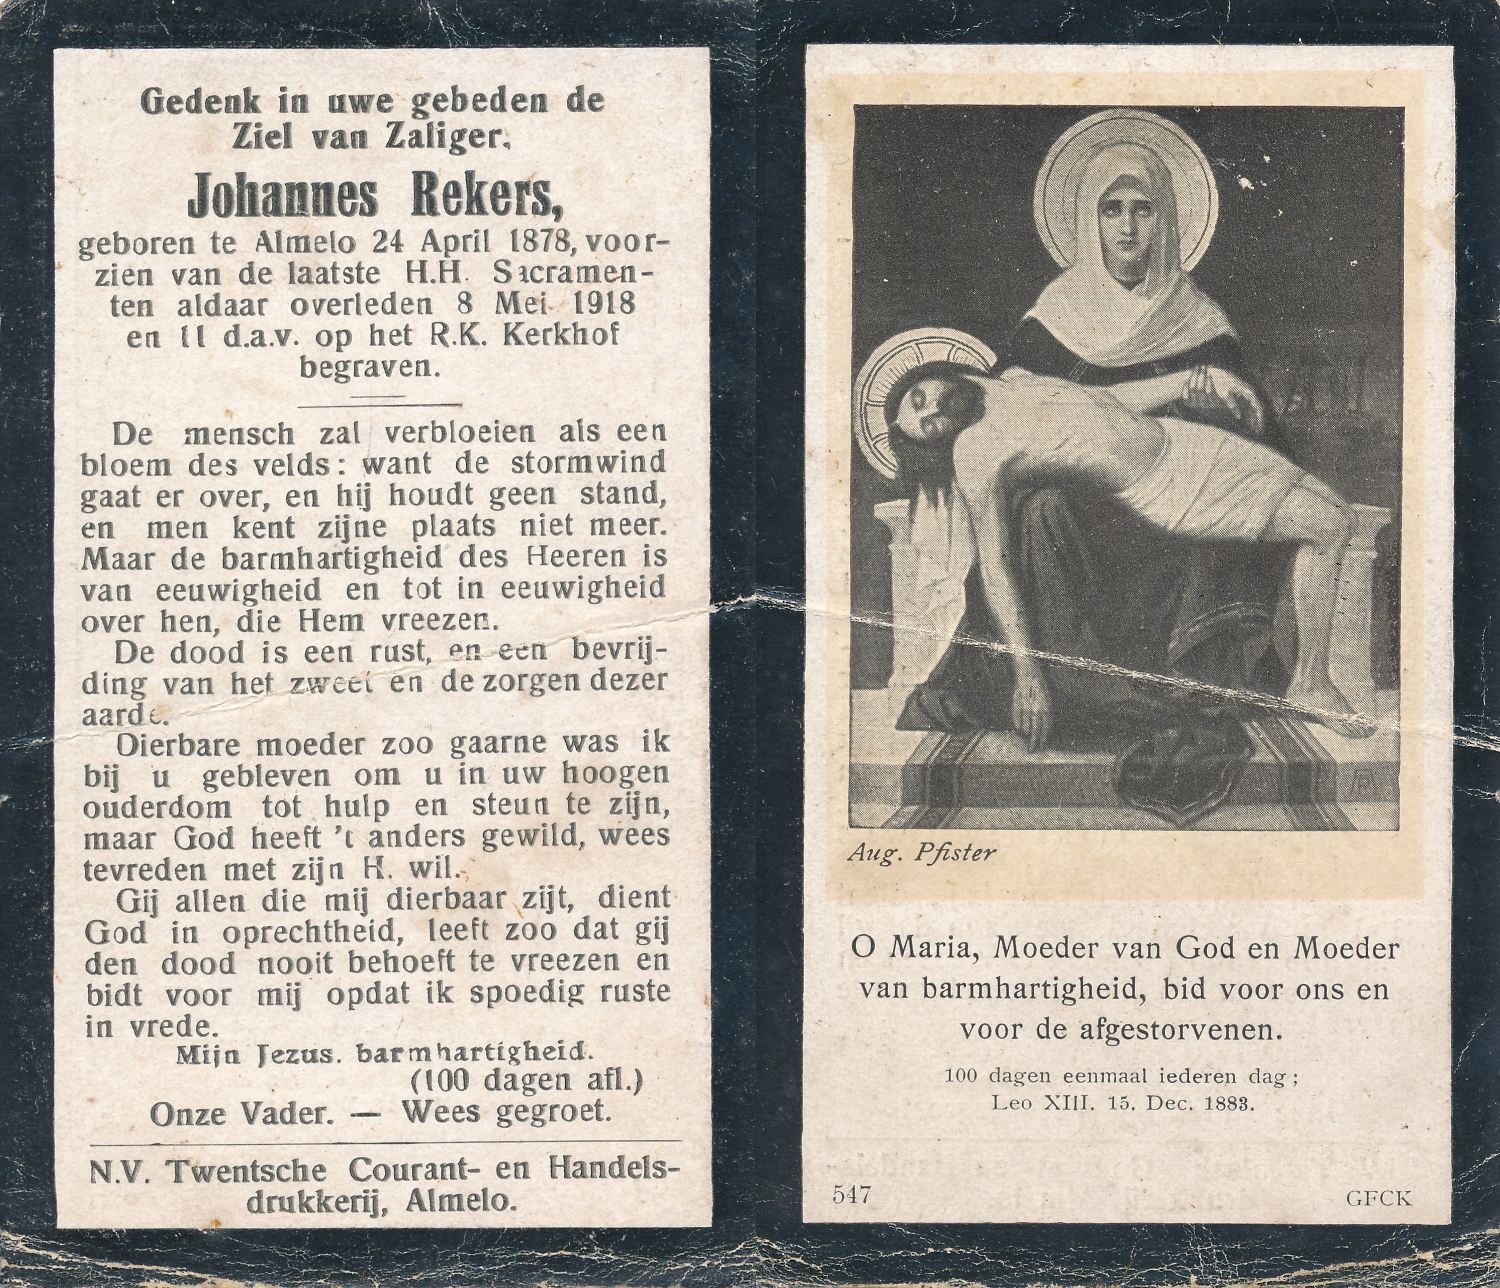 Gedenk in uwe gebeden de
Ziel van Zaliger.
Johannes Rekers,
geboren te Almelo 24 April 1878, voor-
zien van de laatste H.H. Sacramen-
ten aldaar overleden 8 Mei 1918
en 11 d.a.v. op het R.K. Kerkhof
begraven.
De mensch zal verbloeien als een
bloem des velds: want de stormwind
gaat er over, en hij houdt geen stand,
en men kent zijne plaats niet meer.
Maar de barmhartigheid des Heeren is
van eeuwigheid en tot in eeuwigheid
over hen, die Hem vreezen.
De dood is een rust, en een bevrij-
ding van het zweet en de zorgen dezer
aarde.
Dierbare moeder zoo gaarne was ik
bij u gebleven om u in uw hoogen
ouderdom tot hulp en steun te zijn,
maar God heeft 't anders gewild, wees
tevreden met zijn H. wil.
Gij allen die mij dierbaar zijt, dient
God in oprechtheid, leeft zoo dat gij
den dood nooit behoeft te vreezen en
bidt voor mij opdat ik spoedig ruste
in vrede.
Mijn Jezus. barmhartigheid.
(100 dagen afl.)
Onze Vader. — Wees gegroet.
N.V. Twentsche Courant- en Handels-
drukkerij, Almelo.
Aug. Pfister
O Maria, Moeder van God en Moeder
van barmhartigheid, bid voor ons en
voor de afgestorvenen.
100 dagen eenmaal iederen dag;
Leo XIII. 15. Dec. 1883.
547
GFCK